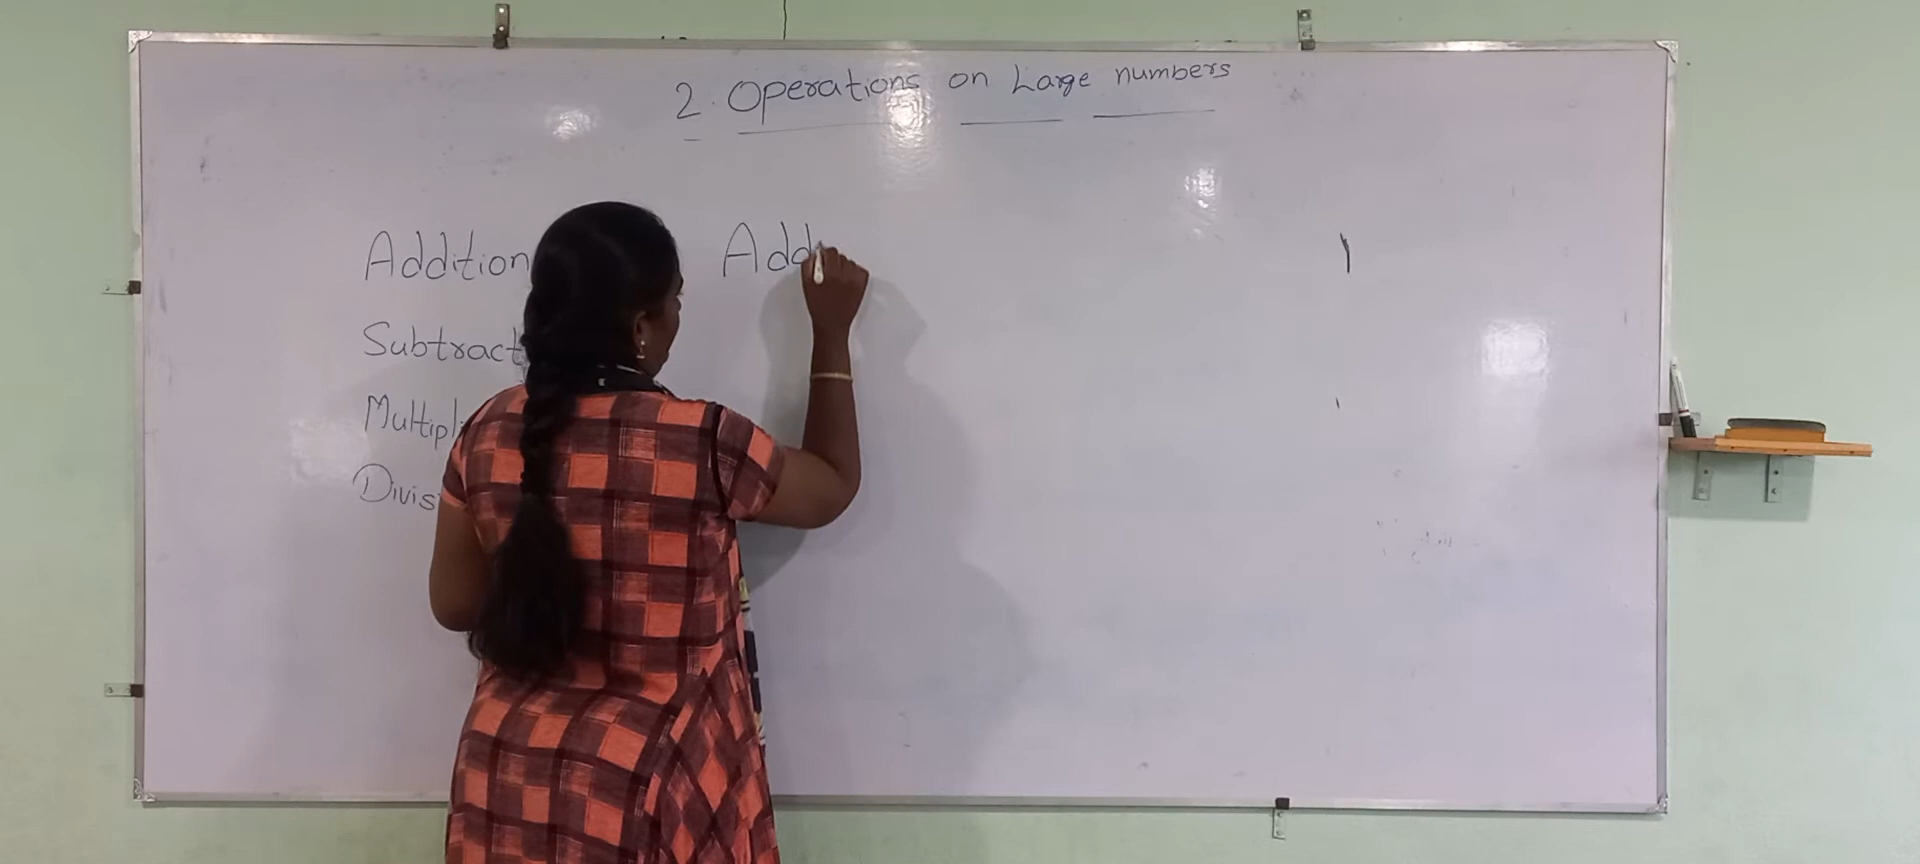 2. Operations on Large numbers
Addition Add
Subtract
Multipl
Divis